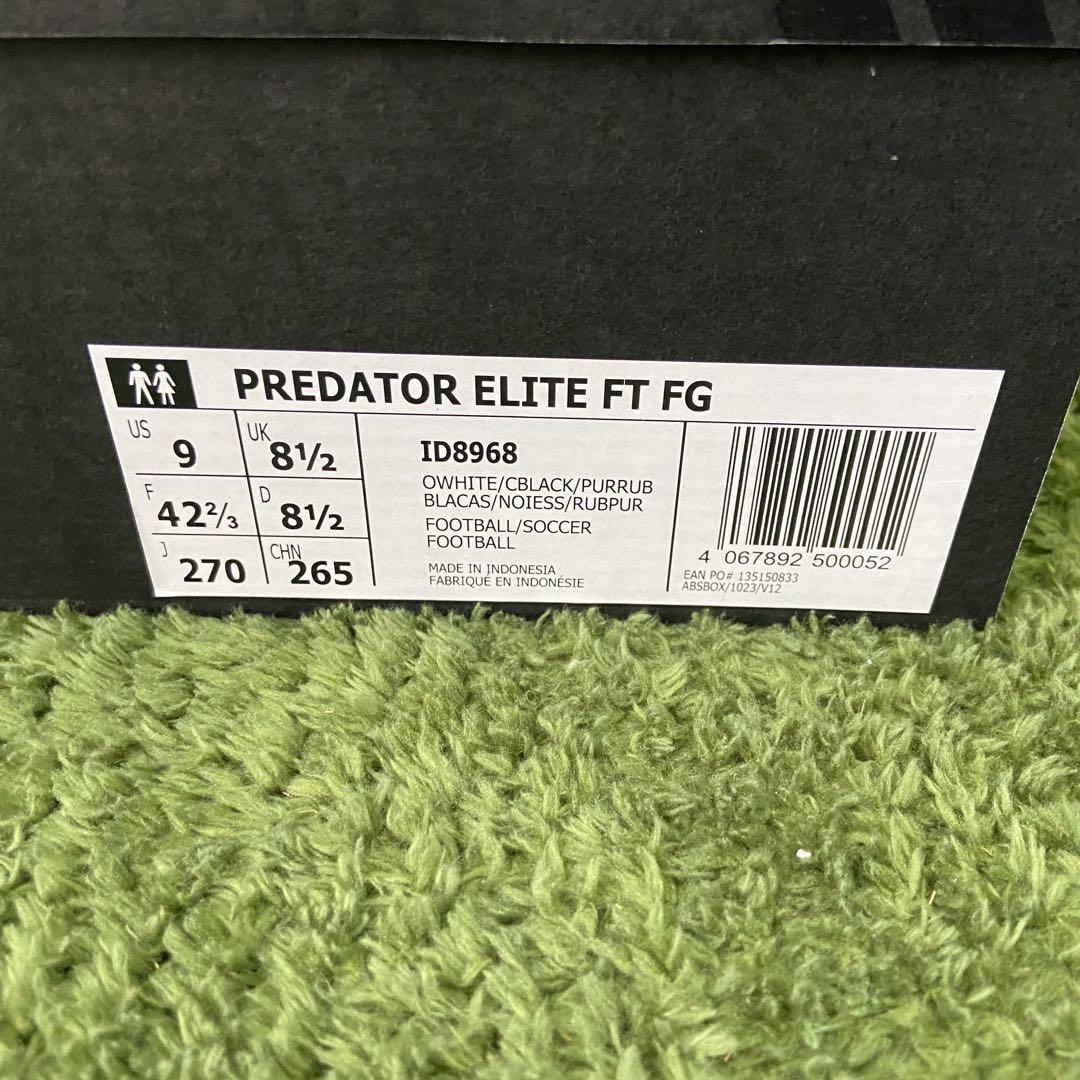 PREDATOR ELITE FT FG
US 9 UK 8½
F 42⅔ D 8½
J 270 CHN 265
ID8968
OWHITE/CBLACK/PURRUB
BLACAS/NOIESS/RUBPUR
FOOTBALL/SOCCER
FOOTBALL
MADE IN INDONESIA
FABRIQUÉ EN INDONÉSIE
4 067892 500052
EAN PO# 135150833
ABSBOX/1023/V12